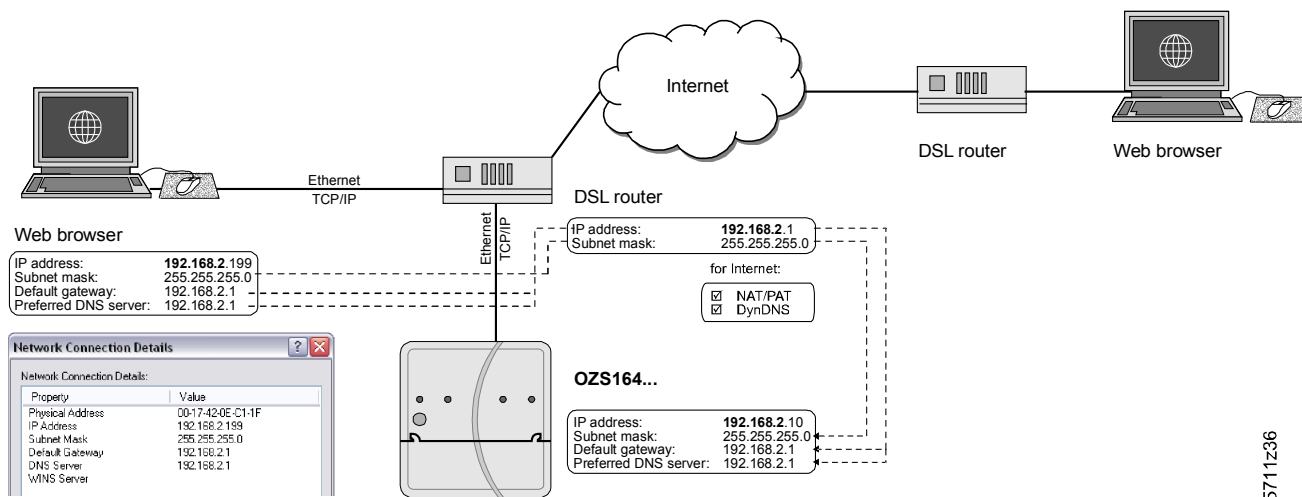 Internet
DSL router
Web browser
Ethernet
TCP/IP
DSL router
Web browser
Ethernet
TCP/IP
IP address: 192.168.2.1
Subnet mask: 255.255.255.0
for Internet:
☑ NAT/PAT
☑ DynDNS
IP address: 192.168.2.199
Subnet mask: 255.255.255.0
Default gateway: 192.168.2.1
Preferred DNS server: 192.168.2.1
Network Connection Details
Network Connection Details:
Property Value
Physical Address 00-17-42-0E-C1-1F
IP Address 192.168.2.199
Subnet Mask 255.255.255.0
Default Gateway 192.168.2.1
DNS Server 192.168.2.1
WINS Server
OZS164...
IP address: 192.168.2.10
Subnet mask: 255.255.255.0
Default gateway: 192.168.2.1
Preferred DNS server: 192.168.2.1
5711z36